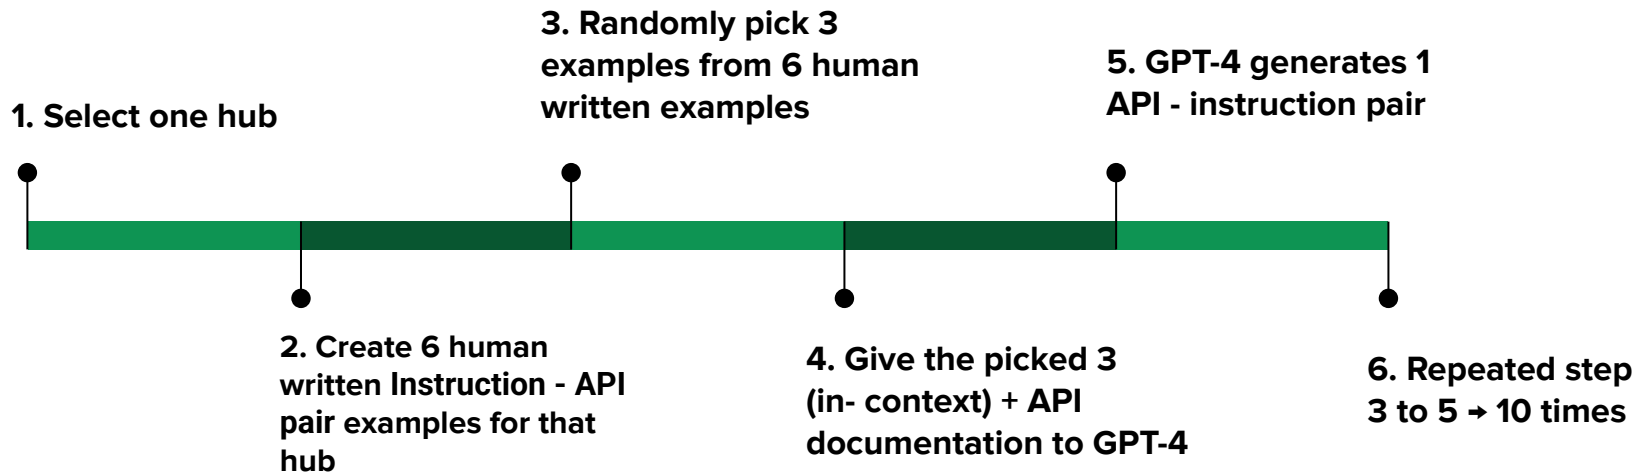 1. Select one hub
2. Create 6 human
written Instruction - API
pair examples for that
hub
3. Randomly pick 3
examples from 6 human
written examples
4. Give the picked 3
(in- context) + API
documentation to GPT-4
5. GPT-4 generates 1
API - instruction pair
6. Repeated step
3 to 5 → 10 times